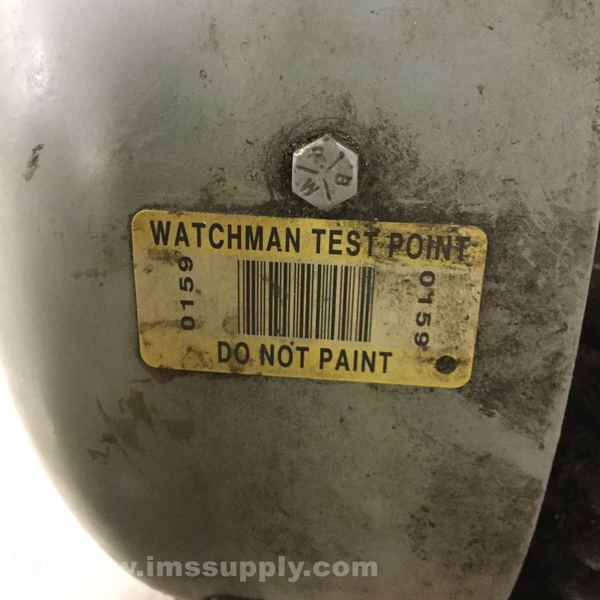 R B W
WATCHMAN TEST POINT
0159
0159
DO NOT PAINT
www.imssupply.com